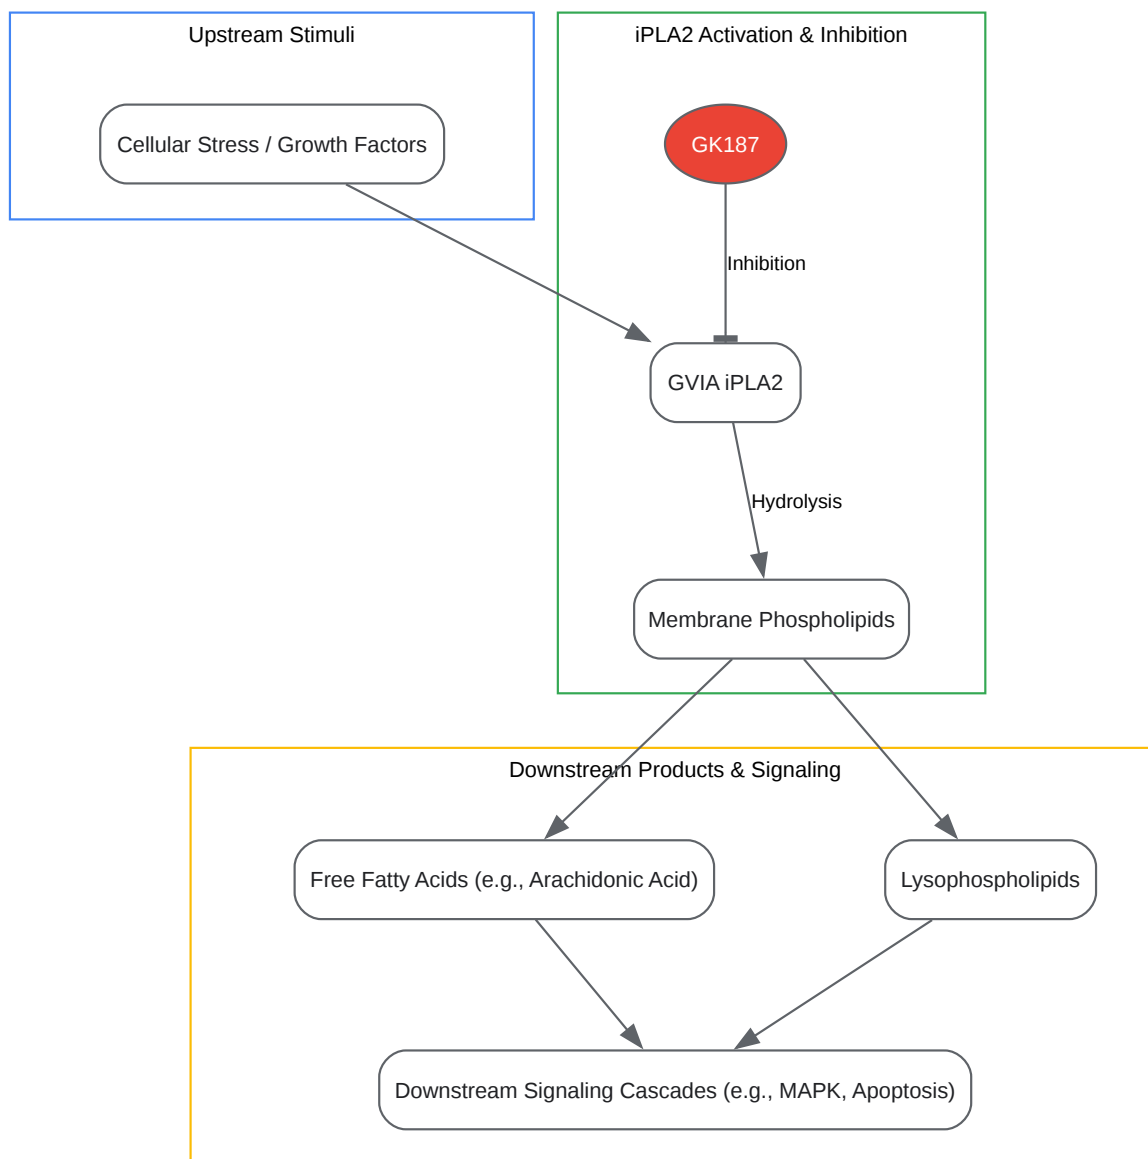 Upstream Stimuli
iPLA2 Activation & Inhibition
Cellular Stress / Growth Factors
GK187
Inhibition
GVIA iPLA2
Hydrolysis
Membrane Phospholipids
Downstream Products & Signaling
Free Fatty Acids (e.g., Arachidonic Acid)
Lysophospholipids
Downstream Signaling Cascades (e.g., MAPK, Apoptosis)